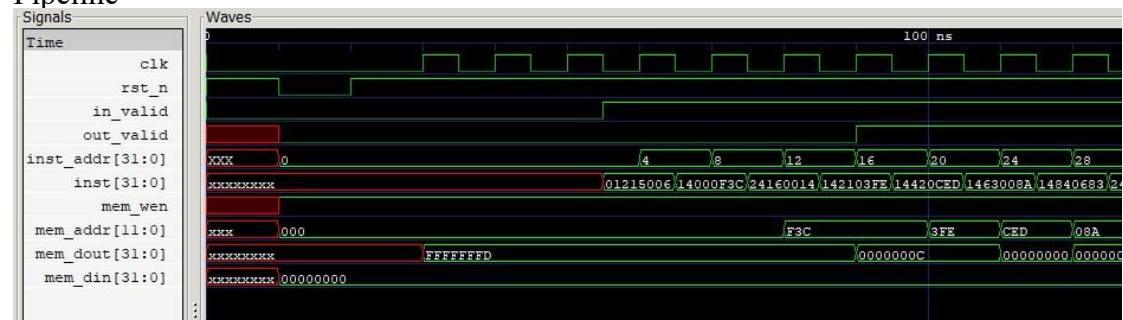 Pipeline
Signals Waves
Time 0 100 ns
clk
rst_n
in_valid
out_valid
inst_addr[31:0] xxx 0 4 8 12 16 20 24 28
inst[31:0] xxxxxxxx 01215006 14000F3C 24160014 142103FE 14420CED 1463008A 14840683 24
mem_wen
mem_addr[11:0] xxx 000 F3C 3FE CED 08A
mem_dout[31:0] xxxxxxxx FFFFFFFD 0000000C 00000000 000000
mem_din[31:0] xxxxxxxx 00000000